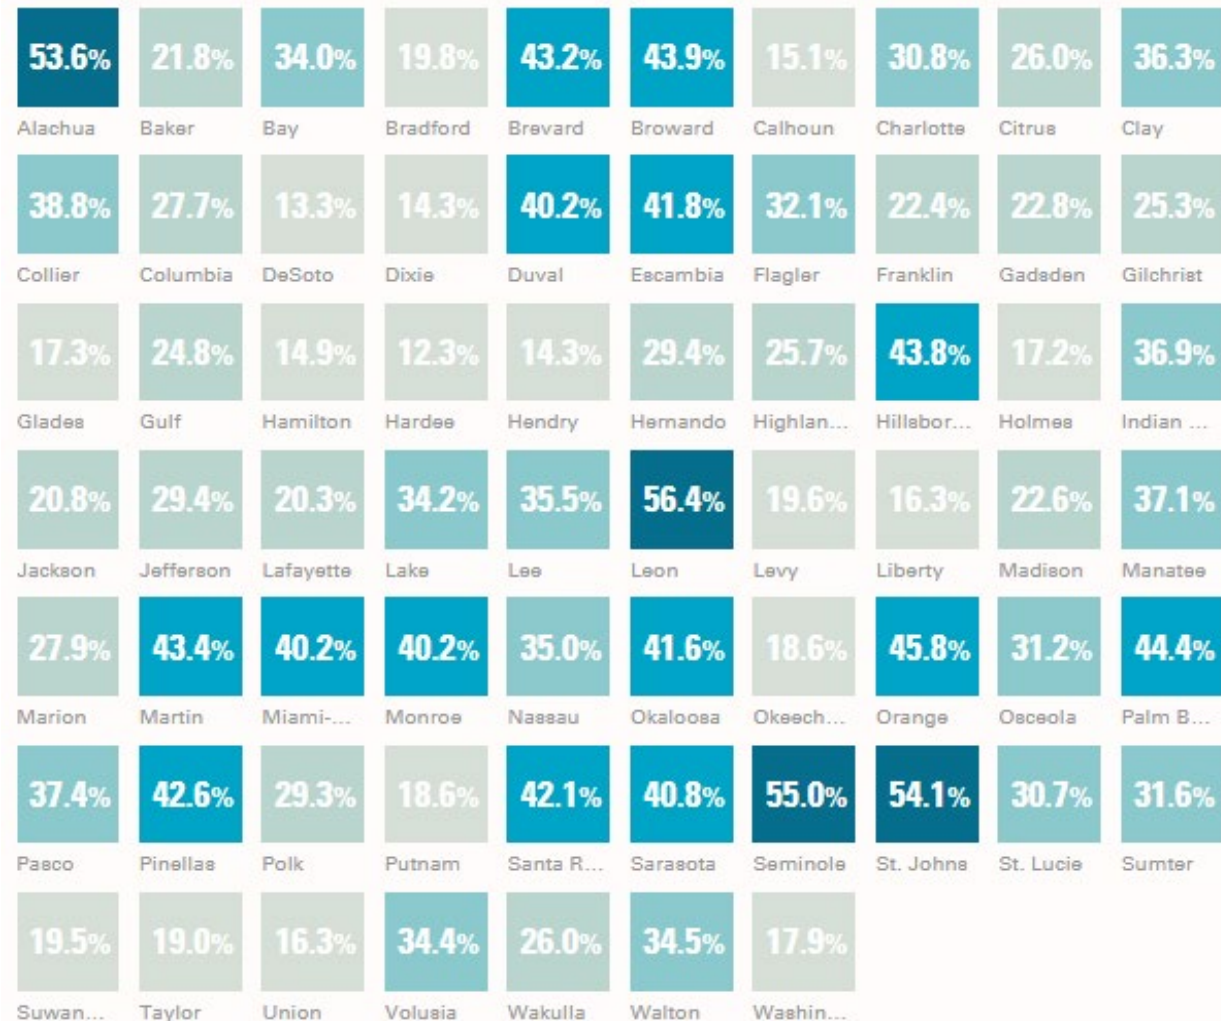 53.6% 21.8% 34.0% 19.8% 43.2% 43.9% 15.1% 30.8% 26.0% 36.3%
Alachua Baker Bay Bradford Brevard Broward Calhoun Charlotte Citrus Clay
38.8% 27.7% 13.3% 14.3% 40.2% 41.8% 32.1% 22.4% 22.8% 25.3%
Collier Columbia DeSoto Dixie Duval Escambia Flagler Franklin Gadsden Gilchrist
17.3% 24.8% 14.9% 12.3% 14.3% 29.4% 25.7% 43.8% 17.2% 36.9%
Glades Gulf Hamilton Hardee Hendry Hernando Highlan... Hillsbor... Holmes Indian ...
20.8% 29.4% 20.3% 34.2% 35.5% 56.4% 19.6% 16.3% 22.6% 37.1%
Jackson Jefferson Lafayette Lake Lee Leon Levy Liberty Madison Manatee
27.9% 43.4% 40.2% 40.2% 35.0% 41.6% 18.6% 45.8% 31.2% 44.4%
Marion Martin Miami-... Monroe Nassau Okaloosa Okeech... Orange Osceola Palm B...
37.4% 42.6% 29.3% 18.6% 42.1% 40.8% 55.0% 54.1% 30.7% 31.6%
Pasco Pinellas Polk Putnam Santa R... Sarasota Seminole St. Johns St. Lucie Sumter
19.5% 19.0% 16.3% 34.4% 26.0% 34.5% 17.9%
Suwan... Taylor Union Volusia Wakulla Walton Washin...